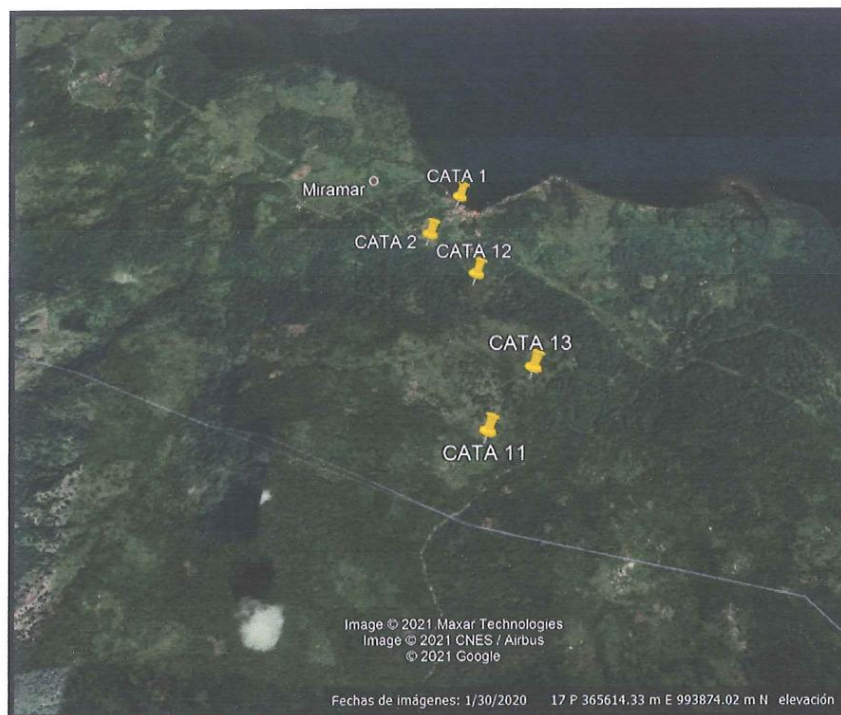 CATA 1
Miramar
CATA 2
CATA 12
CATA 13
CATA 11
Image © 2021 Maxar Technologies
Image © 2021 CNES / Airbus
© 2021 Google
Fechas de imágenes: 1/30/2020 17 P 365614.33 m E 993874.02 m N elevación